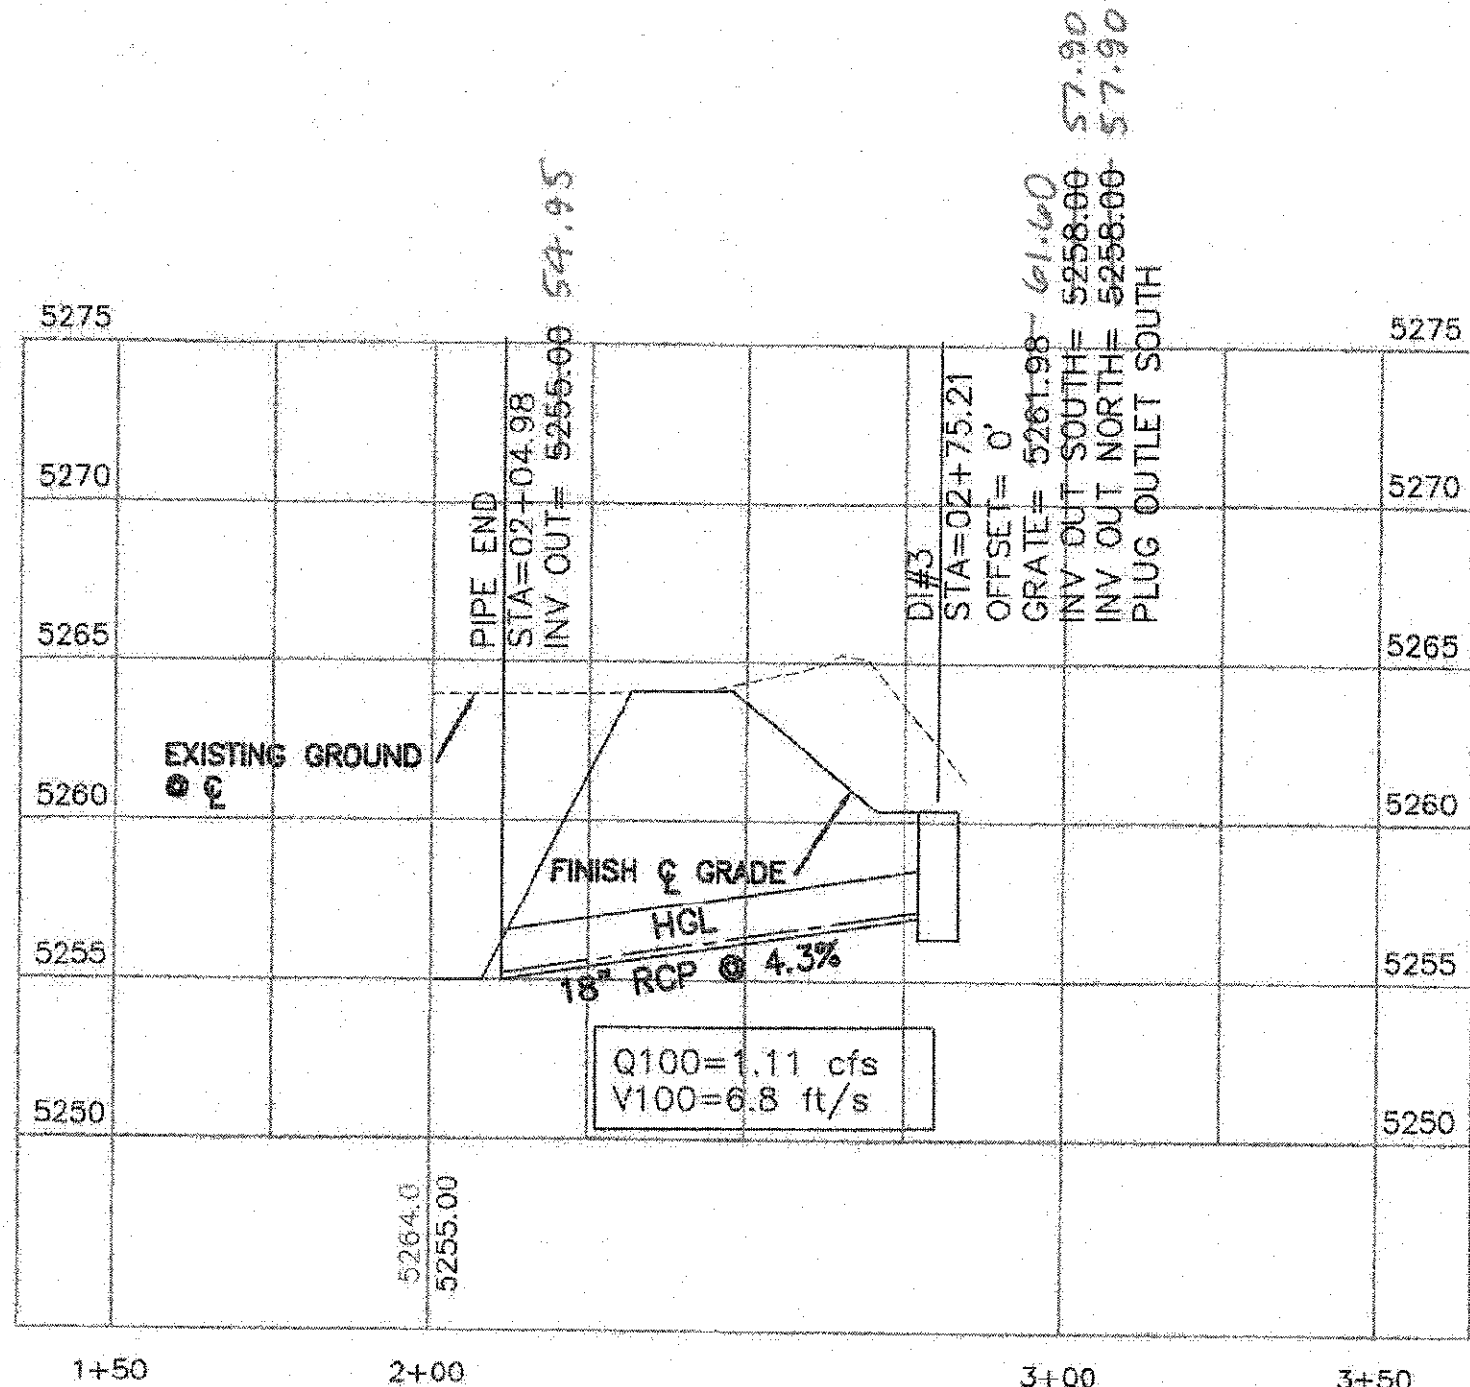 PIPE END
STA=02+04.98
INV OUT= 5255.00 54.95
DI#3
STA=02+75.21
OFFSET= 0'
GRATE= 5261.98 61.60
INV OUT SOUTH= 5258.00 57.90
INV OUT NORTH= 5258.00 57.90
PLUG OUTLET SOUTH
5275
5275
5270
5270
5265
5265
EXISTING GROUND
@ ℄
5260
5260
FINISH ℄ GRADE
HGL
5255
5255
18" RCP @ 4.3%
Q100=1.11 cfs
V100=6.8 ft/s
5250
5250
5264.0
5255.00
1+50
2+00
3+00
3+50